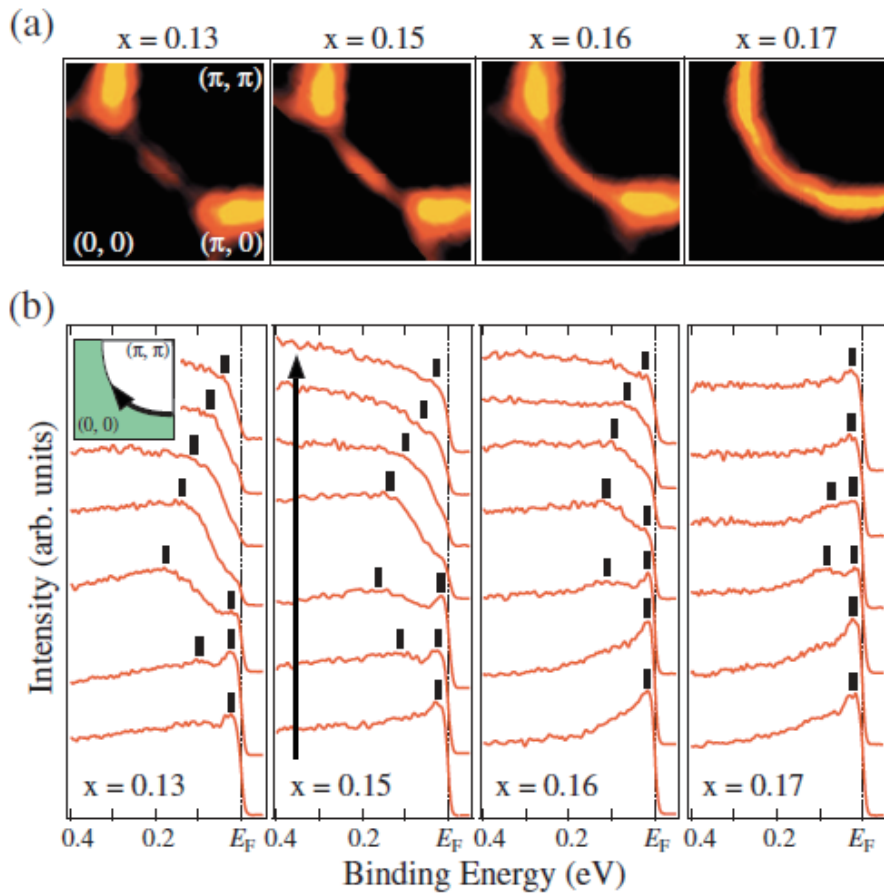 (a)
x = 0.13 x = 0.15 x = 0.16 x = 0.17
(π, π)
(0, 0) (π, 0)
(b)
(π, π)
(0, 0)
Intensity (arb. units)
x = 0.13 x = 0.15 x = 0.16 x = 0.17
0.4 0.2 EF 0.4 0.2 EF 0.4 0.2 EF 0.4 0.2 EF
Binding Energy (eV)